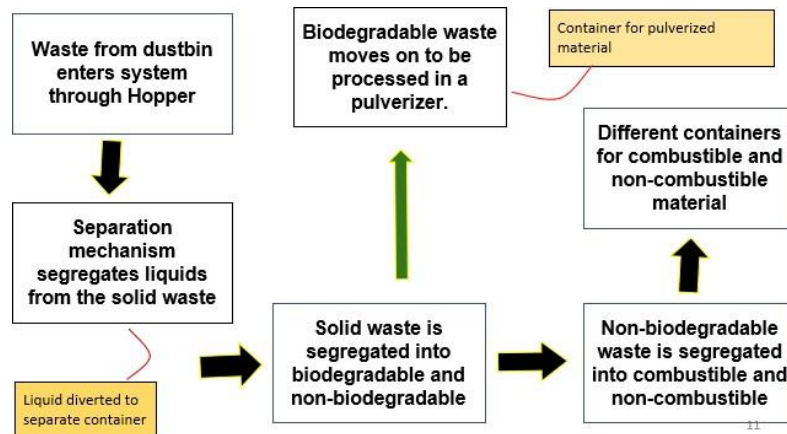 Waste from dustbin
enters system
through Hopper
Separation
mechanism
segregates liquids
from the solid waste
Liquid diverted to
separate container
Solid waste is
segregated into
biodegradable and
non-biodegradable
Biodegradable waste
moves on to be
processed in a
pulverizer.
Container for pulverized
material
Non-biodegradable
waste is segregated
into combustible and
non-combustible
Different containers
for combustible and
non-combustible
material
11